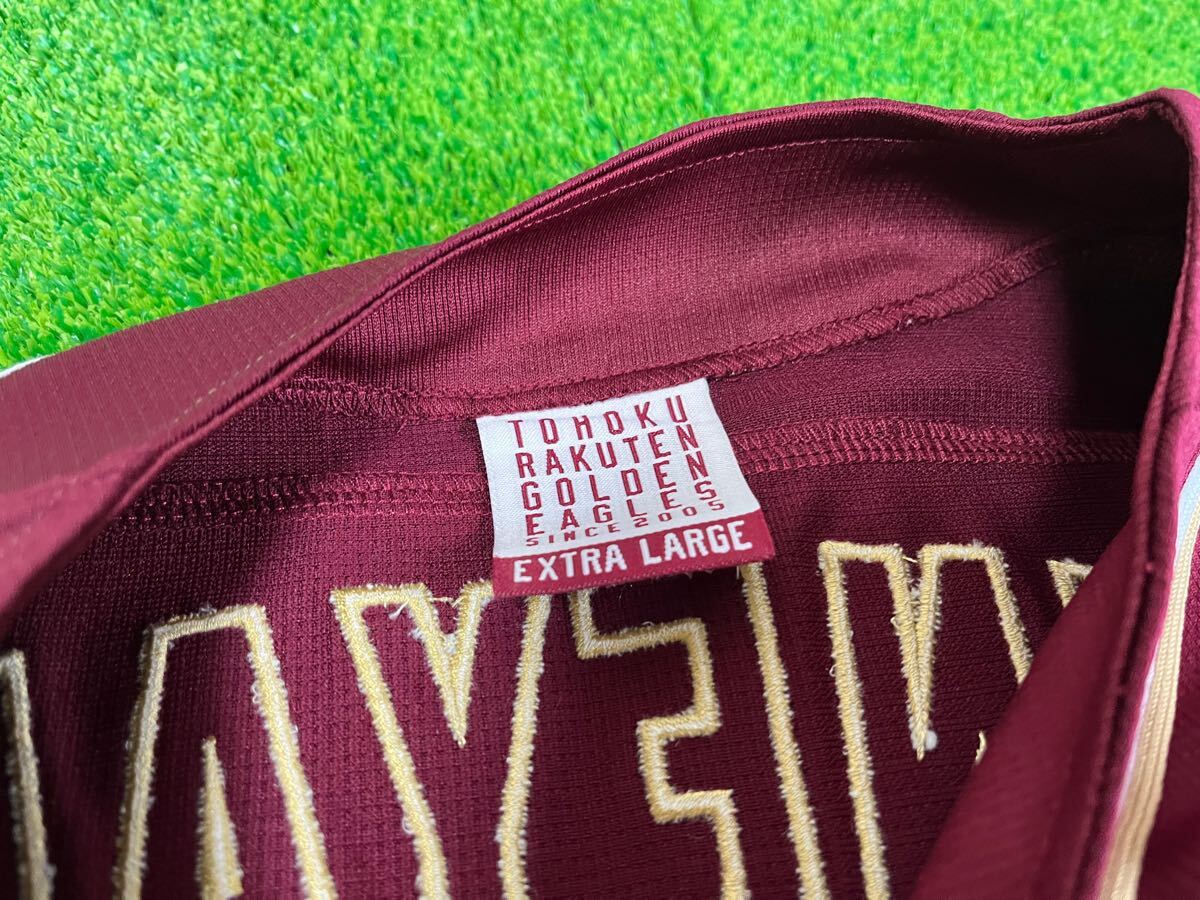 TOHOKU
RAKUTEN
GOLDEN
EAGLES
SINCE 2005
EXTRA LARGE